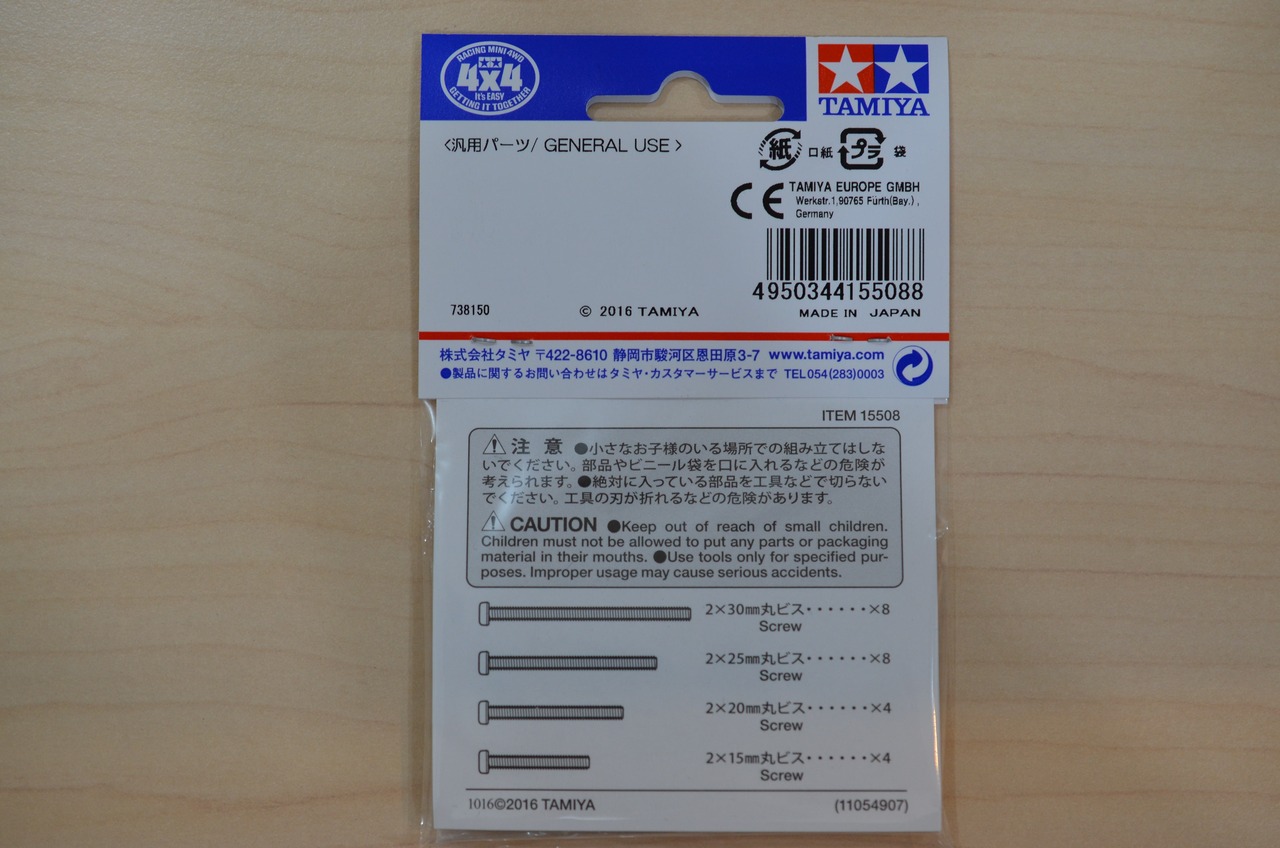 RACING MINI 4WD
4x4
It's EASY
GETTING IT TOGETHER
TAMIYA
〈汎用パーツ/ GENERAL USE〉
紙 口紙 プラ 袋
CE TAMIYA EUROPE GMBH
Werkstr.1,90765 Fürth(Bay.) ,
Germany
4950344155088
738150 © 2016 TAMIYA MADE IN JAPAN
株式会社タミヤ 〒422-8610 静岡市駿河区恩田原3-7 www.tamiya.com
●製品に関するお問い合わせはタミヤ・カスタマーサービスまで TEL054(283)0003
ITEM 15508
注 意 ●小さなお子様のいる場所での組み立てはしな
いでください。部品やビニール袋を口に入れるなどの危険が
考えられます。●絶対に入っている部品を工具などで切らない
でください。工具の刃が折れるなどの危険があります。
CAUTION ●Keep out of reach of small children.
Children must not be allowed to put any parts or packaging
material in their mouths. ●Use tools only for specified pur-
poses. Improper usage may cause serious accidents.
2×30㎜丸ビス・・・・・・×8
Screw
2×25㎜丸ビス・・・・・・×8
Screw
2×20㎜丸ビス・・・・・・×4
Screw
2×15㎜丸ビス・・・・・・×4
Screw
1016©2016 TAMIYA (11054907)